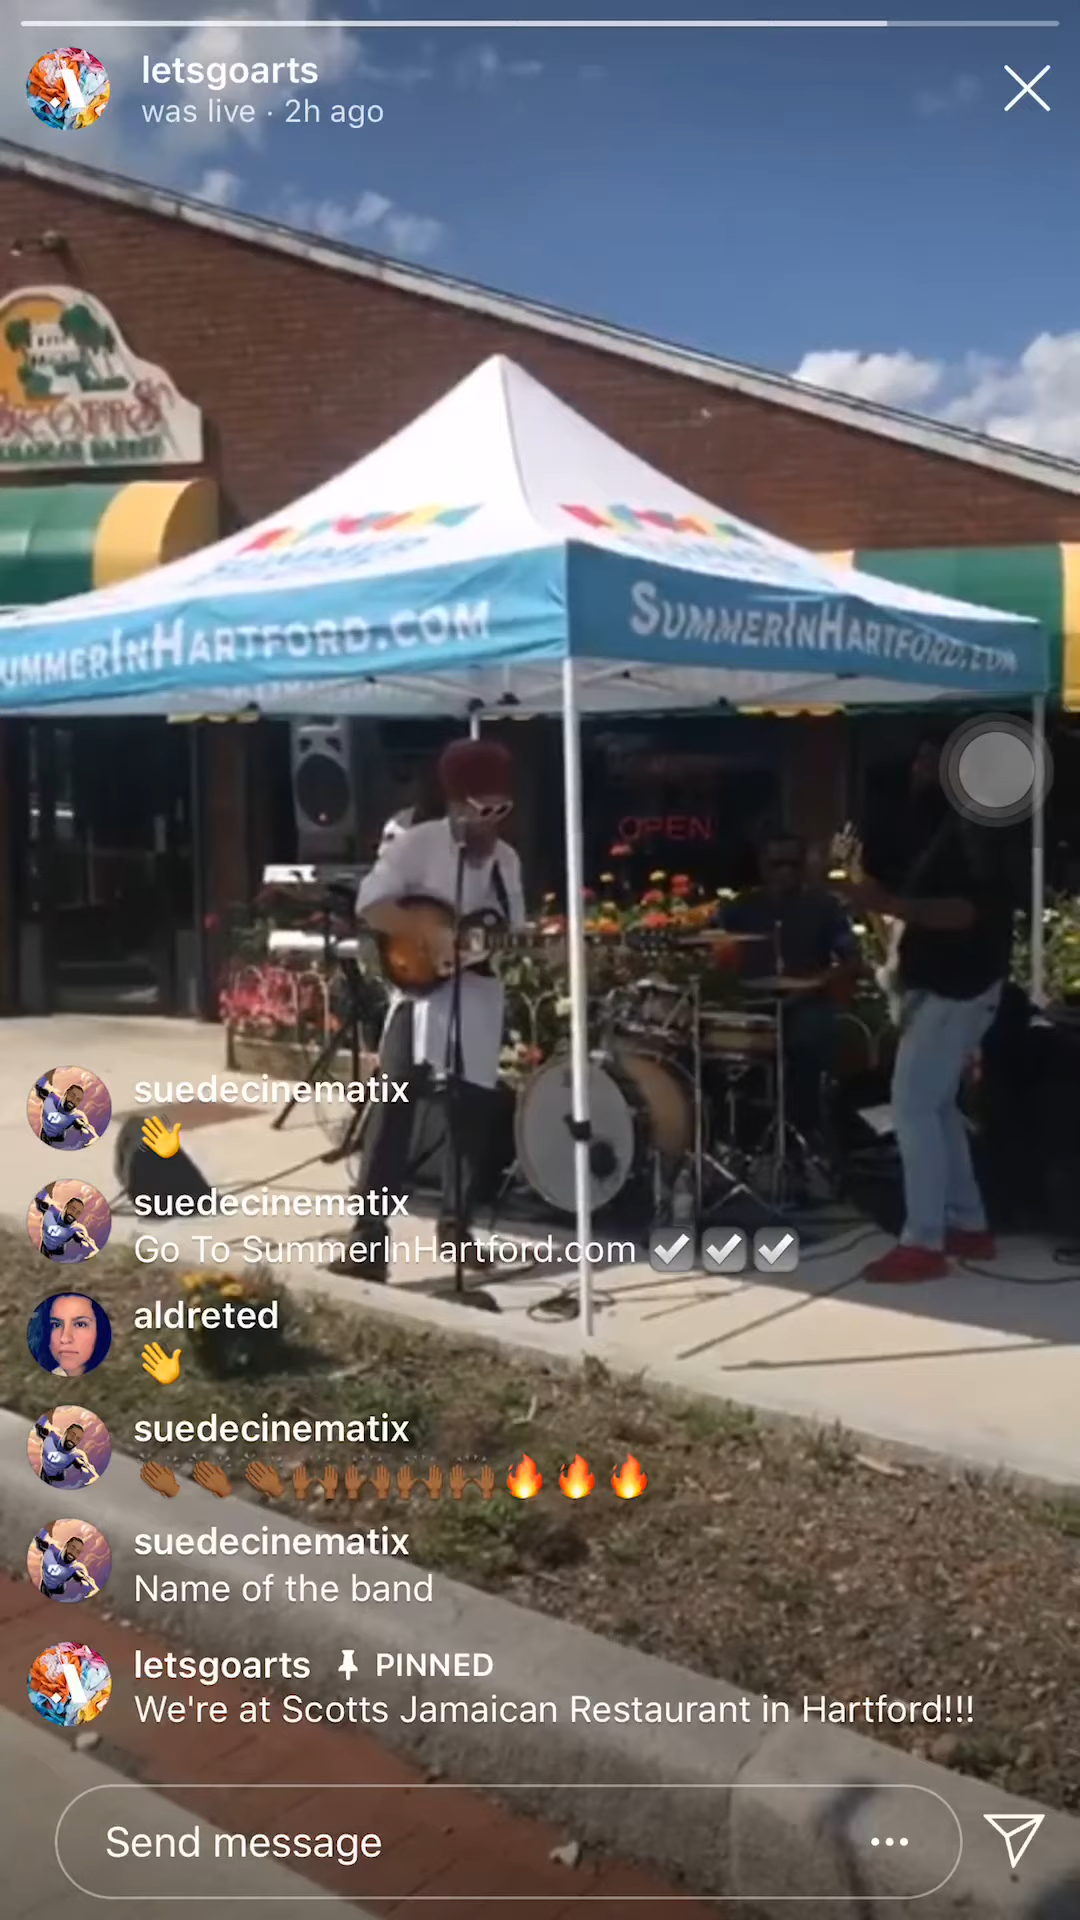 letsgoarts
was live · 2h ago
SUMMERINHARTFORD.COM
SUMMERINHARTFORD.COM
OPEN
suedecinematix
👋
suedecinematix
Go To SummerInHartford.com ✔️✔️✔️
aldreted
👋
suedecinematix
👏🏾👏🏾👏🏾🙌🏾🙌🏾🙌🏾🙌🏾🔥🔥🔥
suedecinematix
Name of the band
letsgoarts 📌 PINNED
We're at Scotts Jamaican Restaurant in Hartford!!!
Send message